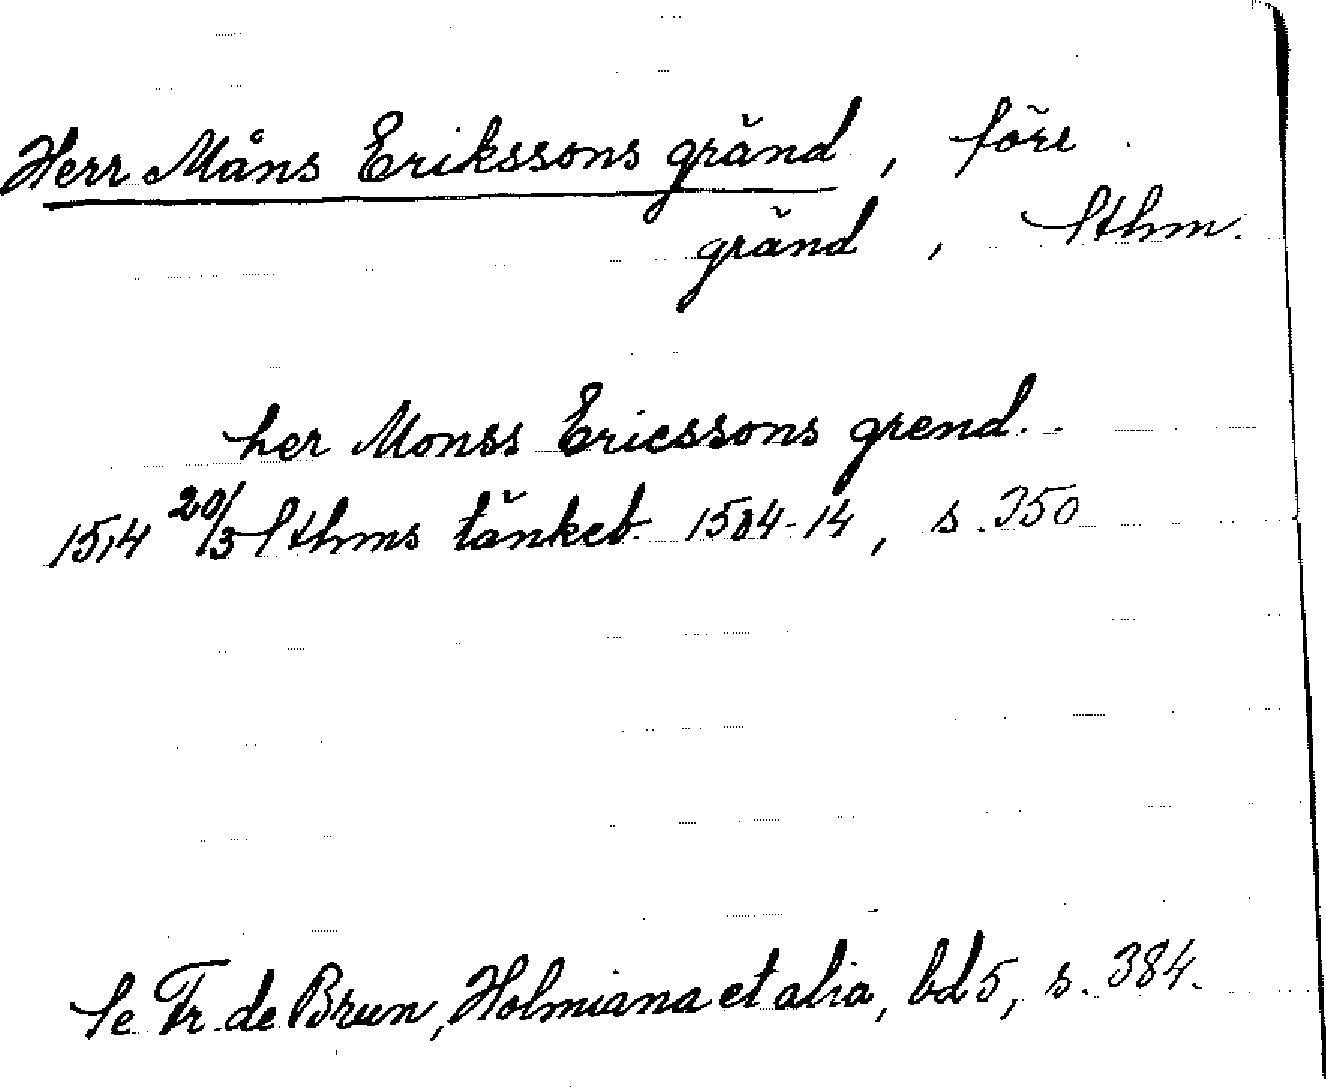 Herr Måns Erikssons gränd, före.
gränd, Sthm.
her Monss Ericssons grend.
1514 20/3 Sthms tänkeb 1504-14, s. 350
Se Fr. de Brun, Holmiana et alia, bd 5, s. 384.